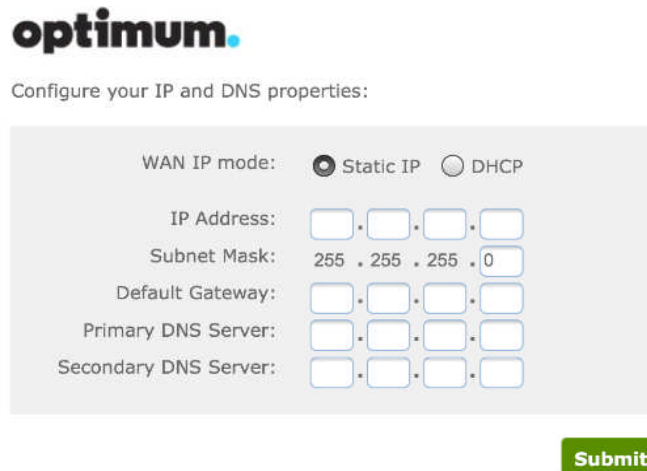 optimum.
Configure your IP and DNS properties:
WAN IP mode: Static IP DHCP
IP Address: . . .
Subnet Mask: 255 . 255 . 255 . 0
Default Gateway: . . .
Primary DNS Server: . . .
Secondary DNS Server: . . .
Submit